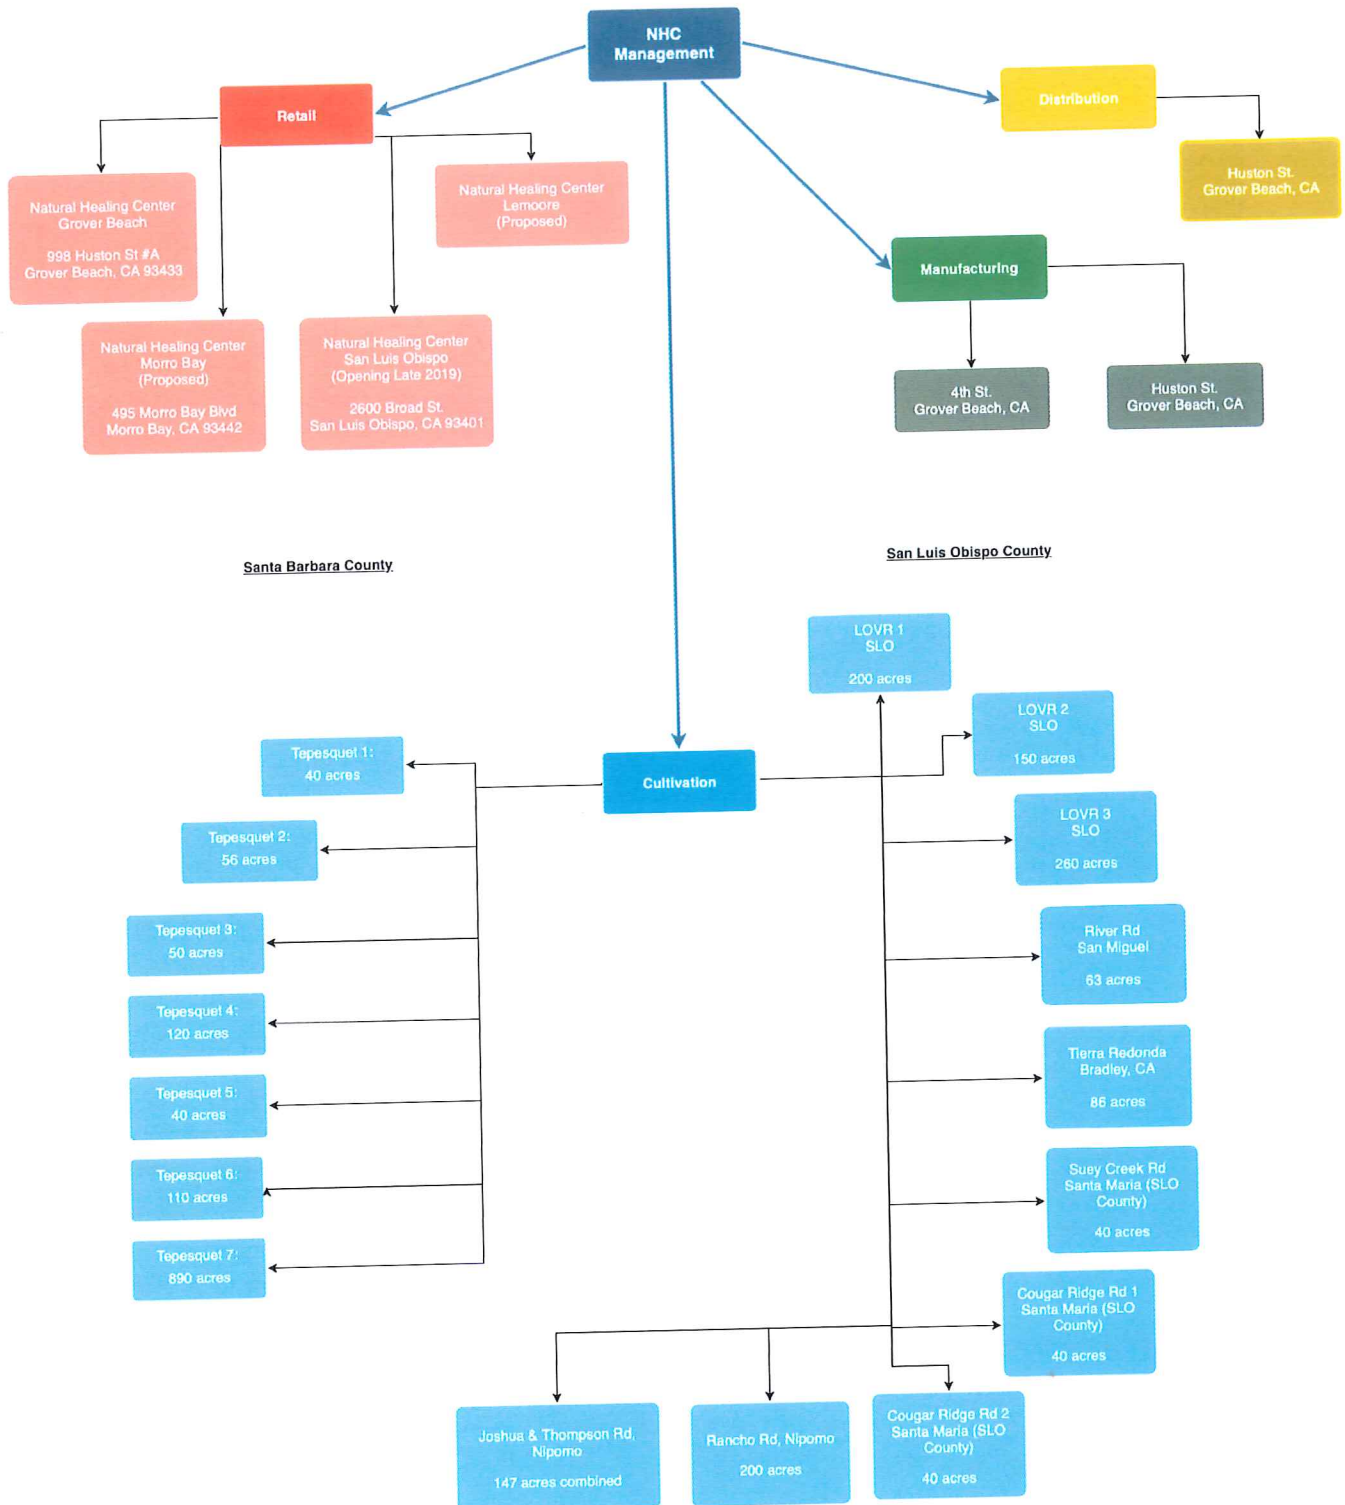 NHC
Management
Retail
Distribution
Huston St.
Grover Beach, CA
Natural Healing Center
Grover Beach
998 Huston St #A
Grover Beach, CA 93433
Natural Healing Center
Lemoore
(Proposed)
Manufacturing
Natural Healing Center
Morro Bay
(Proposed)
495 Morro Bay Blvd
Morro Bay, CA 93442
Natural Healing Center
San Luis Obispo
(Opening Late 2019)
2600 Broad St.
San Luis Obispo, CA 93401
4th St.
Grover Beach, CA
Huston St.
Grover Beach, CA
Santa Barbara County
San Luis Obispo County
LOVR 1
SLO
200 acres
LOVR 2
SLO
150 acres
Tepesquet 1:
40 acres
Cultivation
LOVR 3
SLO
260 acres
Tepesquet 2:
56 acres
Tepesquet 3:
50 acres
River Rd
San Miguel
63 acres
Tepesquet 4:
120 acres
Tierra Redonda
Bradley, CA
86 acres
Tepesquet 5:
40 acres
Tepesquet 6:
110 acres
Suey Creek Rd
Santa Maria (SLO
County)
40 acres
Tepesquet 7:
890 acres
Cougar Ridge Rd 1
Santa Maria (SLO
County)
40 acres
Joshua & Thompson Rd,
Nipomo
147 acres combined
Rancho Rd, Nipomo
200 acres
Cougar Ridge Rd 2
Santa Maria (SLO
County)
40 acres